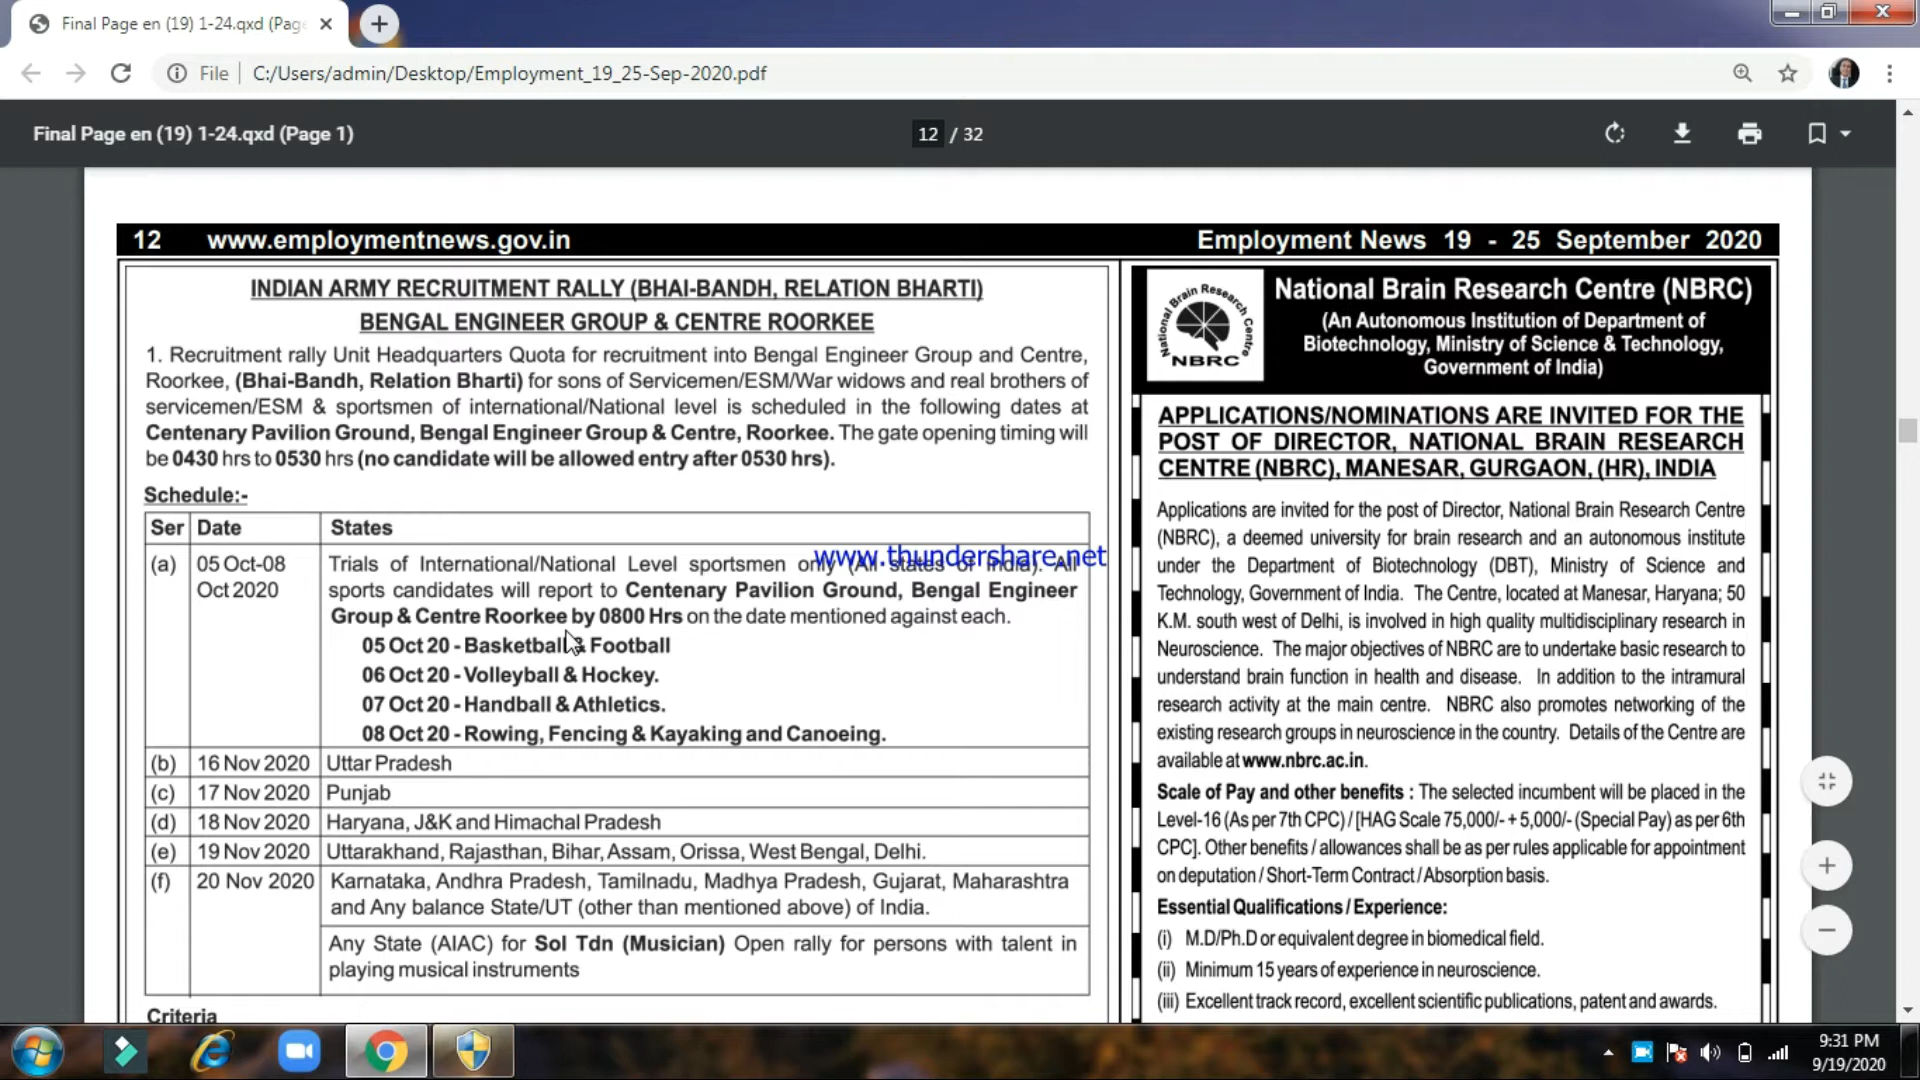 Final Page en (19) 1-24.qxd (Page
File
C:/Users/admin/Desktop/Employment_19_25-Sep-2020.pdf
Final Page en (19) 1-24.qxd (Page 1)
12 / 32
12 www.employmentnews.gov.in
Employment News 19 - 25 September 2020
INDIAN ARMY RECRUITMENT RALLY (BHAI-BANDH, RELATION BHARTI)
BENGAL ENGINEER GROUP & CENTRE ROORKEE
1. Recruitment rally Unit Headquarters Quota for recruitment into Bengal Engineer Group and Centre,
Roorkee, (Bhai-Bandh, Relation Bharti) for sons of Servicemen/ESM/War widows and real brothers of
servicemen/ESM & sportsmen of international/National level is scheduled in the following dates at
Centenary Pavilion Ground, Bengal Engineer Group & Centre, Roorkee. The gate opening timing will
be 0430 hrs to 0530 hrs (no candidate will be allowed entry after 0530 hrs).
Schedule:-
Ser Date States
(a) 05 Oct-08 Trials of International/National Level sportsmen only (All states of India). All
Oct 2020 sports candidates will report to Centenary Pavilion Ground, Bengal Engineer
Group & Centre Roorkee by 0800 Hrs on the date mentioned against each.
05 Oct 20 - Basketball & Football
06 Oct 20 - Volleyball & Hockey.
07 Oct 20 - Handball & Athletics.
08 Oct 20 - Rowing, Fencing & Kayaking and Canoeing.
(b) 16 Nov 2020 Uttar Pradesh
(c) 17 Nov 2020 Punjab
(d) 18 Nov 2020 Haryana, J&K and Himachal Pradesh
(e) 19 Nov 2020 Uttarakhand, Rajasthan, Bihar, Assam, Orissa, West Bengal, Delhi.
(f) 20 Nov 2020 Karnataka, Andhra Pradesh, Tamilnadu, Madhya Pradesh, Gujarat, Maharashtra
and Any balance State/UT (other than mentioned above) of India.
Any State (AIAC) for Sol Tdn (Musician) Open rally for persons with talent in
playing musical instruments
Criteria
www.thundershare.net
National Brain Research Centre
NBRC
National Brain Research Centre (NBRC)
(An Autonomous Institution of Department of
Biotechnology, Ministry of Science & Technology,
Government of India)
APPLICATIONS/NOMINATIONS ARE INVITED FOR THE
POST OF DIRECTOR, NATIONAL BRAIN RESEARCH
CENTRE (NBRC), MANESAR, GURGAON, (HR), INDIA
Applications are invited for the post of Director, National Brain Research Centre
(NBRC), a deemed university for brain research and an autonomous institute
under the Department of Biotechnology (DBT), Ministry of Science and
Technology, Government of India. The Centre, located at Manesar, Haryana; 50
K.M. south west of Delhi, is involved in high quality multidisciplinary research in
Neuroscience. The major objectives of NBRC are to undertake basic research to
understand brain function in health and disease. In addition to the intramural
research activity at the main centre. NBRC also promotes networking of the
existing research groups in neuroscience in the country. Details of the Centre are
available at www.nbrc.ac.in.
Scale of Pay and other benefits : The selected incumbent will be placed in the
Level-16 (As per 7th CPC) / [HAG Scale 75,000/- + 5,000/- (Special Pay) as per 6th
CPC]. Other benefits / allowances shall be as per rules applicable for appointment
on deputation / Short-Term Contract / Absorption basis.
Essential Qualifications / Experience:
(i) M.D/Ph.D or equivalent degree in biomedical field.
(ii) Minimum 15 years of experience in neuroscience.
(iii) Excellent track record, excellent scientific publications, patent and awards.
9:31 PM
9/19/2020